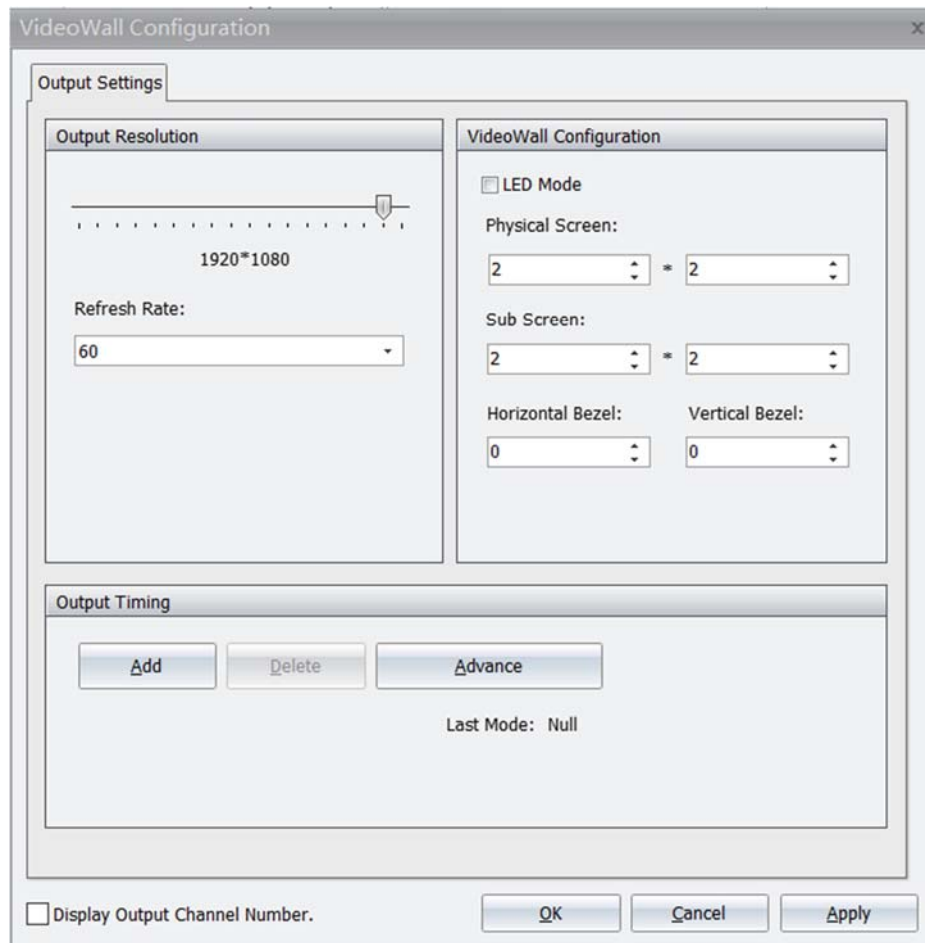 VideoWall Configuration
x
Output Settings
Output Resolution
1920*1080
Refresh Rate:
60
VideoWall Configuration
LED Mode
Physical Screen:
2 * 2
Sub Screen:
2 * 2
Horizontal Bezel: Vertical Bezel:
0 0
Output Timing
Add Delete Advance
Last Mode: Null
Display Output Channel Number. OK Cancel Apply